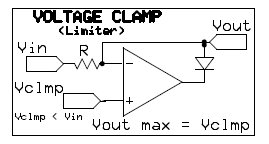 VOLTAGE CLAMP
(Limiter)
Vout
Vin
R
-
Vclmp
+
Vclmp < Vin
Vout max = Vclmp